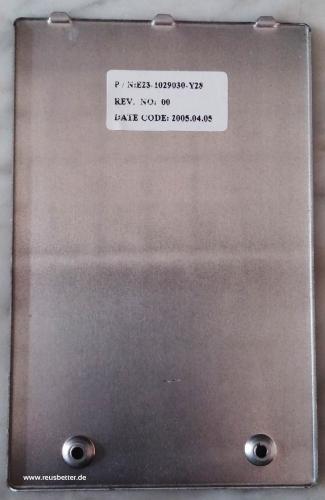 P / N:E23-1029030-Y28
REV. NO: 00
DATE CODE: 2005.04.05
www.reusbetter.de